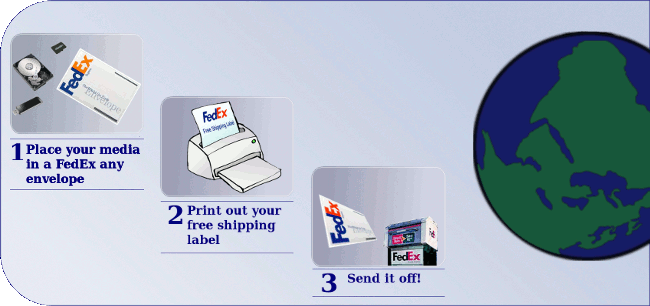 FedEx
envelope
1 Place your media
in a FedEx any
envelope
FedEx
Free Shipping Label
2 Print out your
free shipping
label
FedEx
FedEx
3 Send it off!